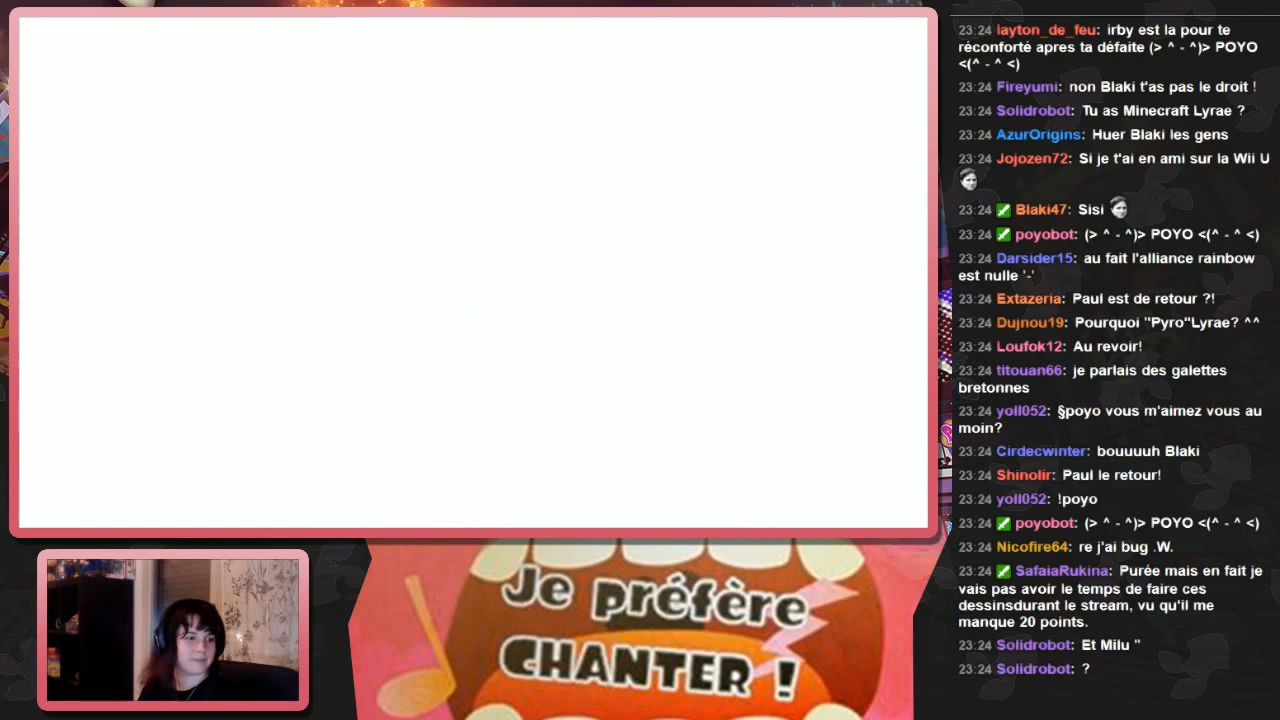 23:24 layton_de_feu: irby est la pour te
réconforté apres ta défaite (> ^ - ^)> POYO
<(^ - ^ <)
23:24 Fireyumi: non Blaki t'as pas le droit !
23:24 Solidrobot: Tu as Minecraft Lyrae ?
23:24 AzurOrigins: Huer Blaki les gens
23:24 Jojozen72: Si je t'ai en ami sur la Wii U
23:24 Blaki47: Sisi
23:24 poyobot: (> ^ - ^)> POYO <(^ - ^ <)
23:24 Darsider15: au fait l'alliance rainbow
est nulle '-'
23:24 Extazeria: Paul est de retour ?!
23:24 Dujnou19: Pourquoi "Pyro"Lyrae? ^^
23:24 Loufok12: Au revoir!
23:24 titouan66: je parlais des galettes
bretonnes
23:24 yoll052: §poyo vous m'aimez vous au
moin?
23:24 Cirdecwinter: bouuuuh Blaki
23:24 Shinolir: Paul le retour!
23:24 yoll052: !poyo
23:24 poyobot: (> ^ - ^)> POYO <(^ - ^ <)
23:24 Nicofire64: re j'ai bug .W.
23:24 SafaiaRukina: Purée mais en fait je
vais pas avoir le temps de faire ces
dessinsdurant le stream, vu qu'il me
manque 20 points.
23:24 Solidrobot: Et Milu "
23:24 Solidrobot: ?
Je préfère
CHANTER !